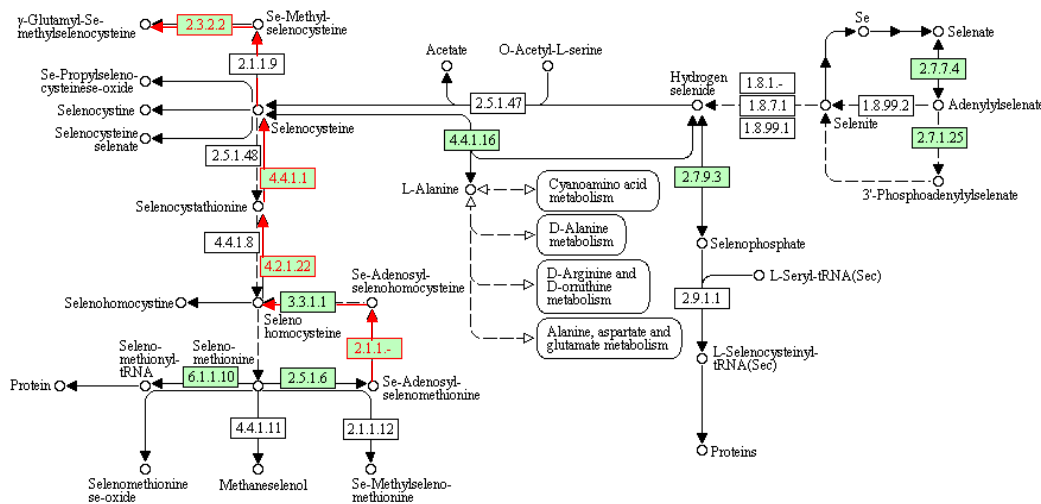 γ-Glutamyl-Se-
methylselenocysteine
2.3.2.2
Se-Methyl-
selenocysteine
2.1.1.9
Se-Propylseleno-
cysteinese-oxide
Selenocystine
Selenocysteine
selenate
Selenocysteine
Acetate
O-Acetyl-L-serine
2.5.1.47
Hydrogen
selenide
1.8.1.-
1.8.7.1
1.8.99.1
Se
Selenate
2.7.7.4
1.8.99.2
Selenite
Adenylylselenate
2.7.1.25
3'-Phosphoadenylylselenate
2.5.1.48
4.4.1.1
4.4.1.16
2.7.9.3
L-Alanine
Cyanoamino acid
metabolism
D-Alanine
metabolism
D-Arginine and
D-ornithine
metabolism
Alanine, aspartate and
glutamate metabolism
Selenocystathionine
4.4.1.8
4.2.1.22
Selenophosphate
L-Seryl-tRNA(Sec)
2.9.1.1
L-Selenocysteinyl-
tRNA(Sec)
Proteins
Selenohomocystine
3.3.1.1
Seleno
homocysteine
Se-Adenosyl-
selenohomocysteine
2.1.1.-
Seleno-
methionyl-
tRNA
Seleno-
methionine
Protein
6.1.1.10
2.5.1.6
Se-Adenosyl-
selenomethionine
4.4.1.11
2.1.1.12
Selenomethionine
se-oxide
Methaneselenol
Se-Methylseleno-
methionine